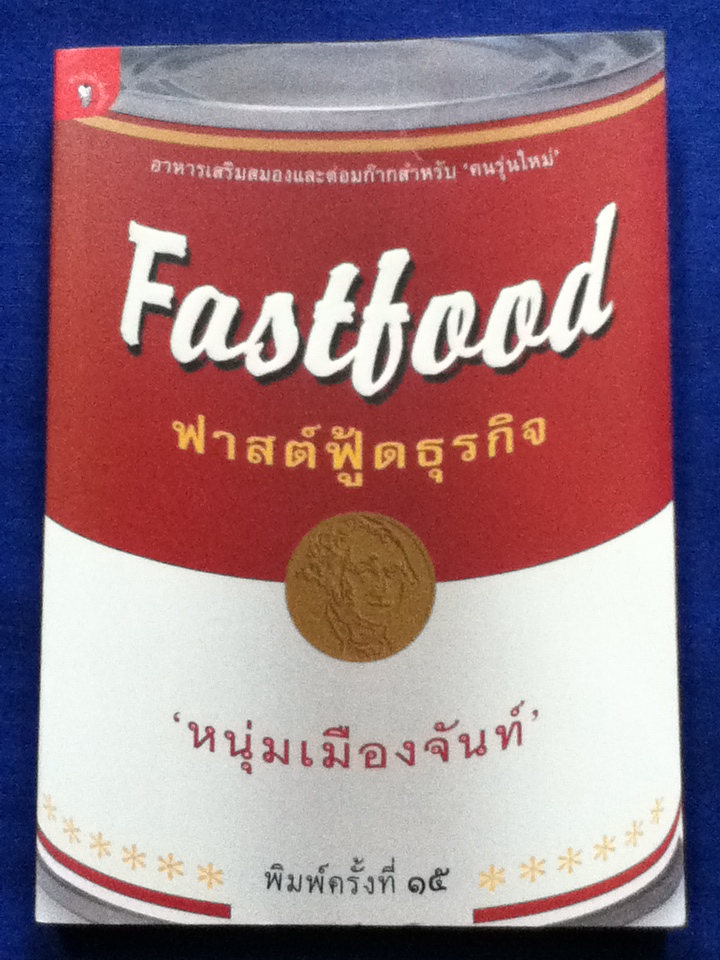 อาหารเสริมสมองและต่อมก๊ากสำหรับ 'คนรุ่นใหม่'
Fastfood
ฟาสต์ฟู้ดธุรกิจ
'หนุ่มเมืองจันท์'
พิมพ์ครั้งที่ ๑๕